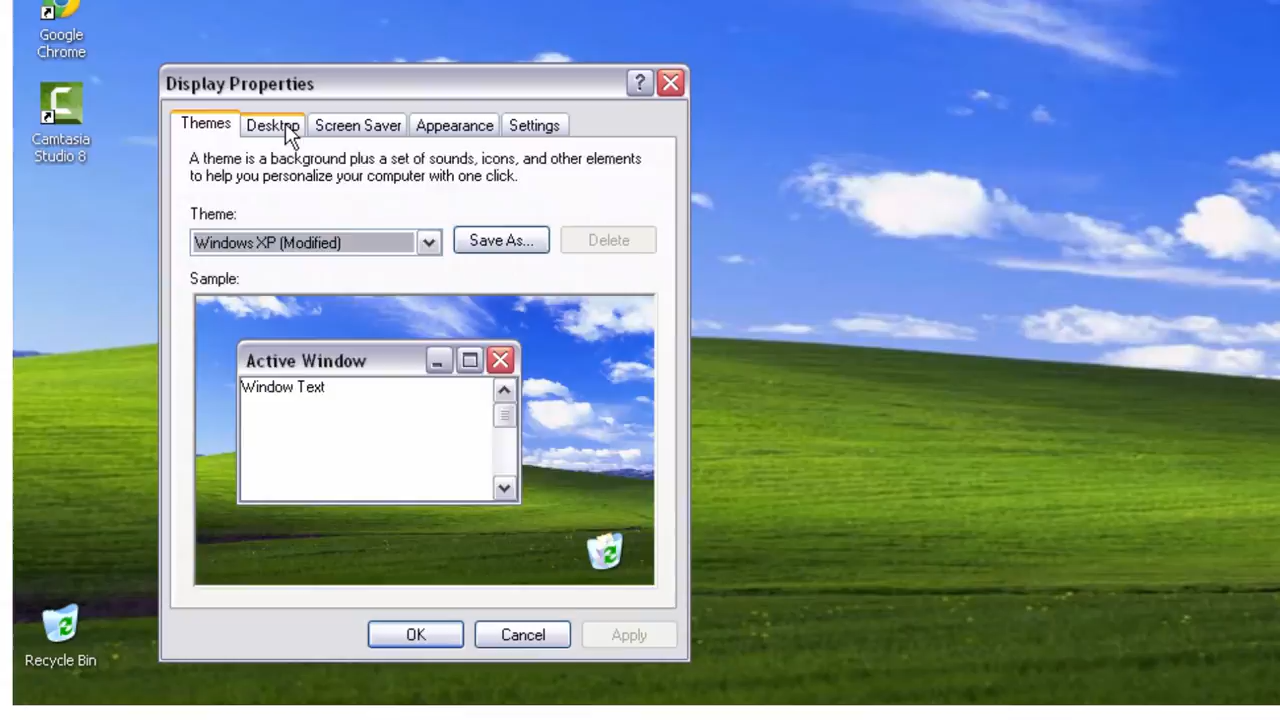 Google
Chrome
Camtasia
Studio 8
Recycle Bin
Display Properties
Themes
Desktop
Screen Saver
Appearance
Settings
A theme is a background plus a set of sounds, icons, and other elements
to help you personalize your computer with one click.
Theme:
Windows XP (Modified)
Save As...
Delete
Sample:
Active Window
Window Text
OK
Cancel
Apply